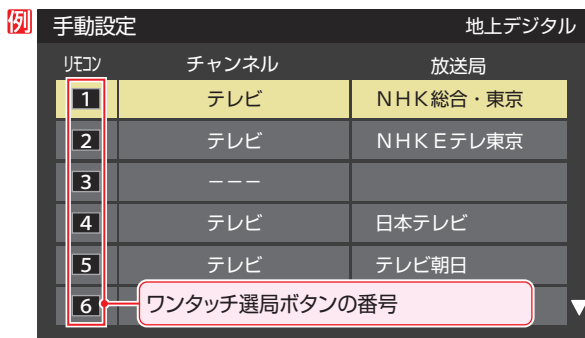 例
手動設定 地上デジタル
リモコン チャンネル 放送局
1 テレビ ＮＨＫ総合・東京
2 テレビ ＮＨＫＥテレ東京
3 −−−
4 テレビ 日本テレビ
5 テレビ テレビ朝日
6 ワンタッチ選局ボタンの番号